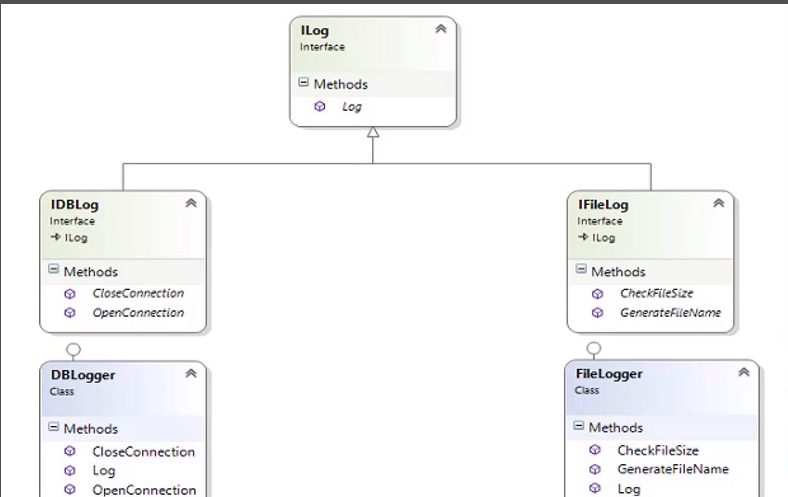 ILog
Interface
Methods
Log
IDBLog
Interface
ILog
Methods
CloseConnection
OpenConnection
IFileLog
Interface
ILog
Methods
CheckFileSize
GenerateFileName
DBLogger
Class
Methods
CloseConnection
Log
OpenConnection
FileLogger
Class
Methods
CheckFileSize
GenerateFileName
Log